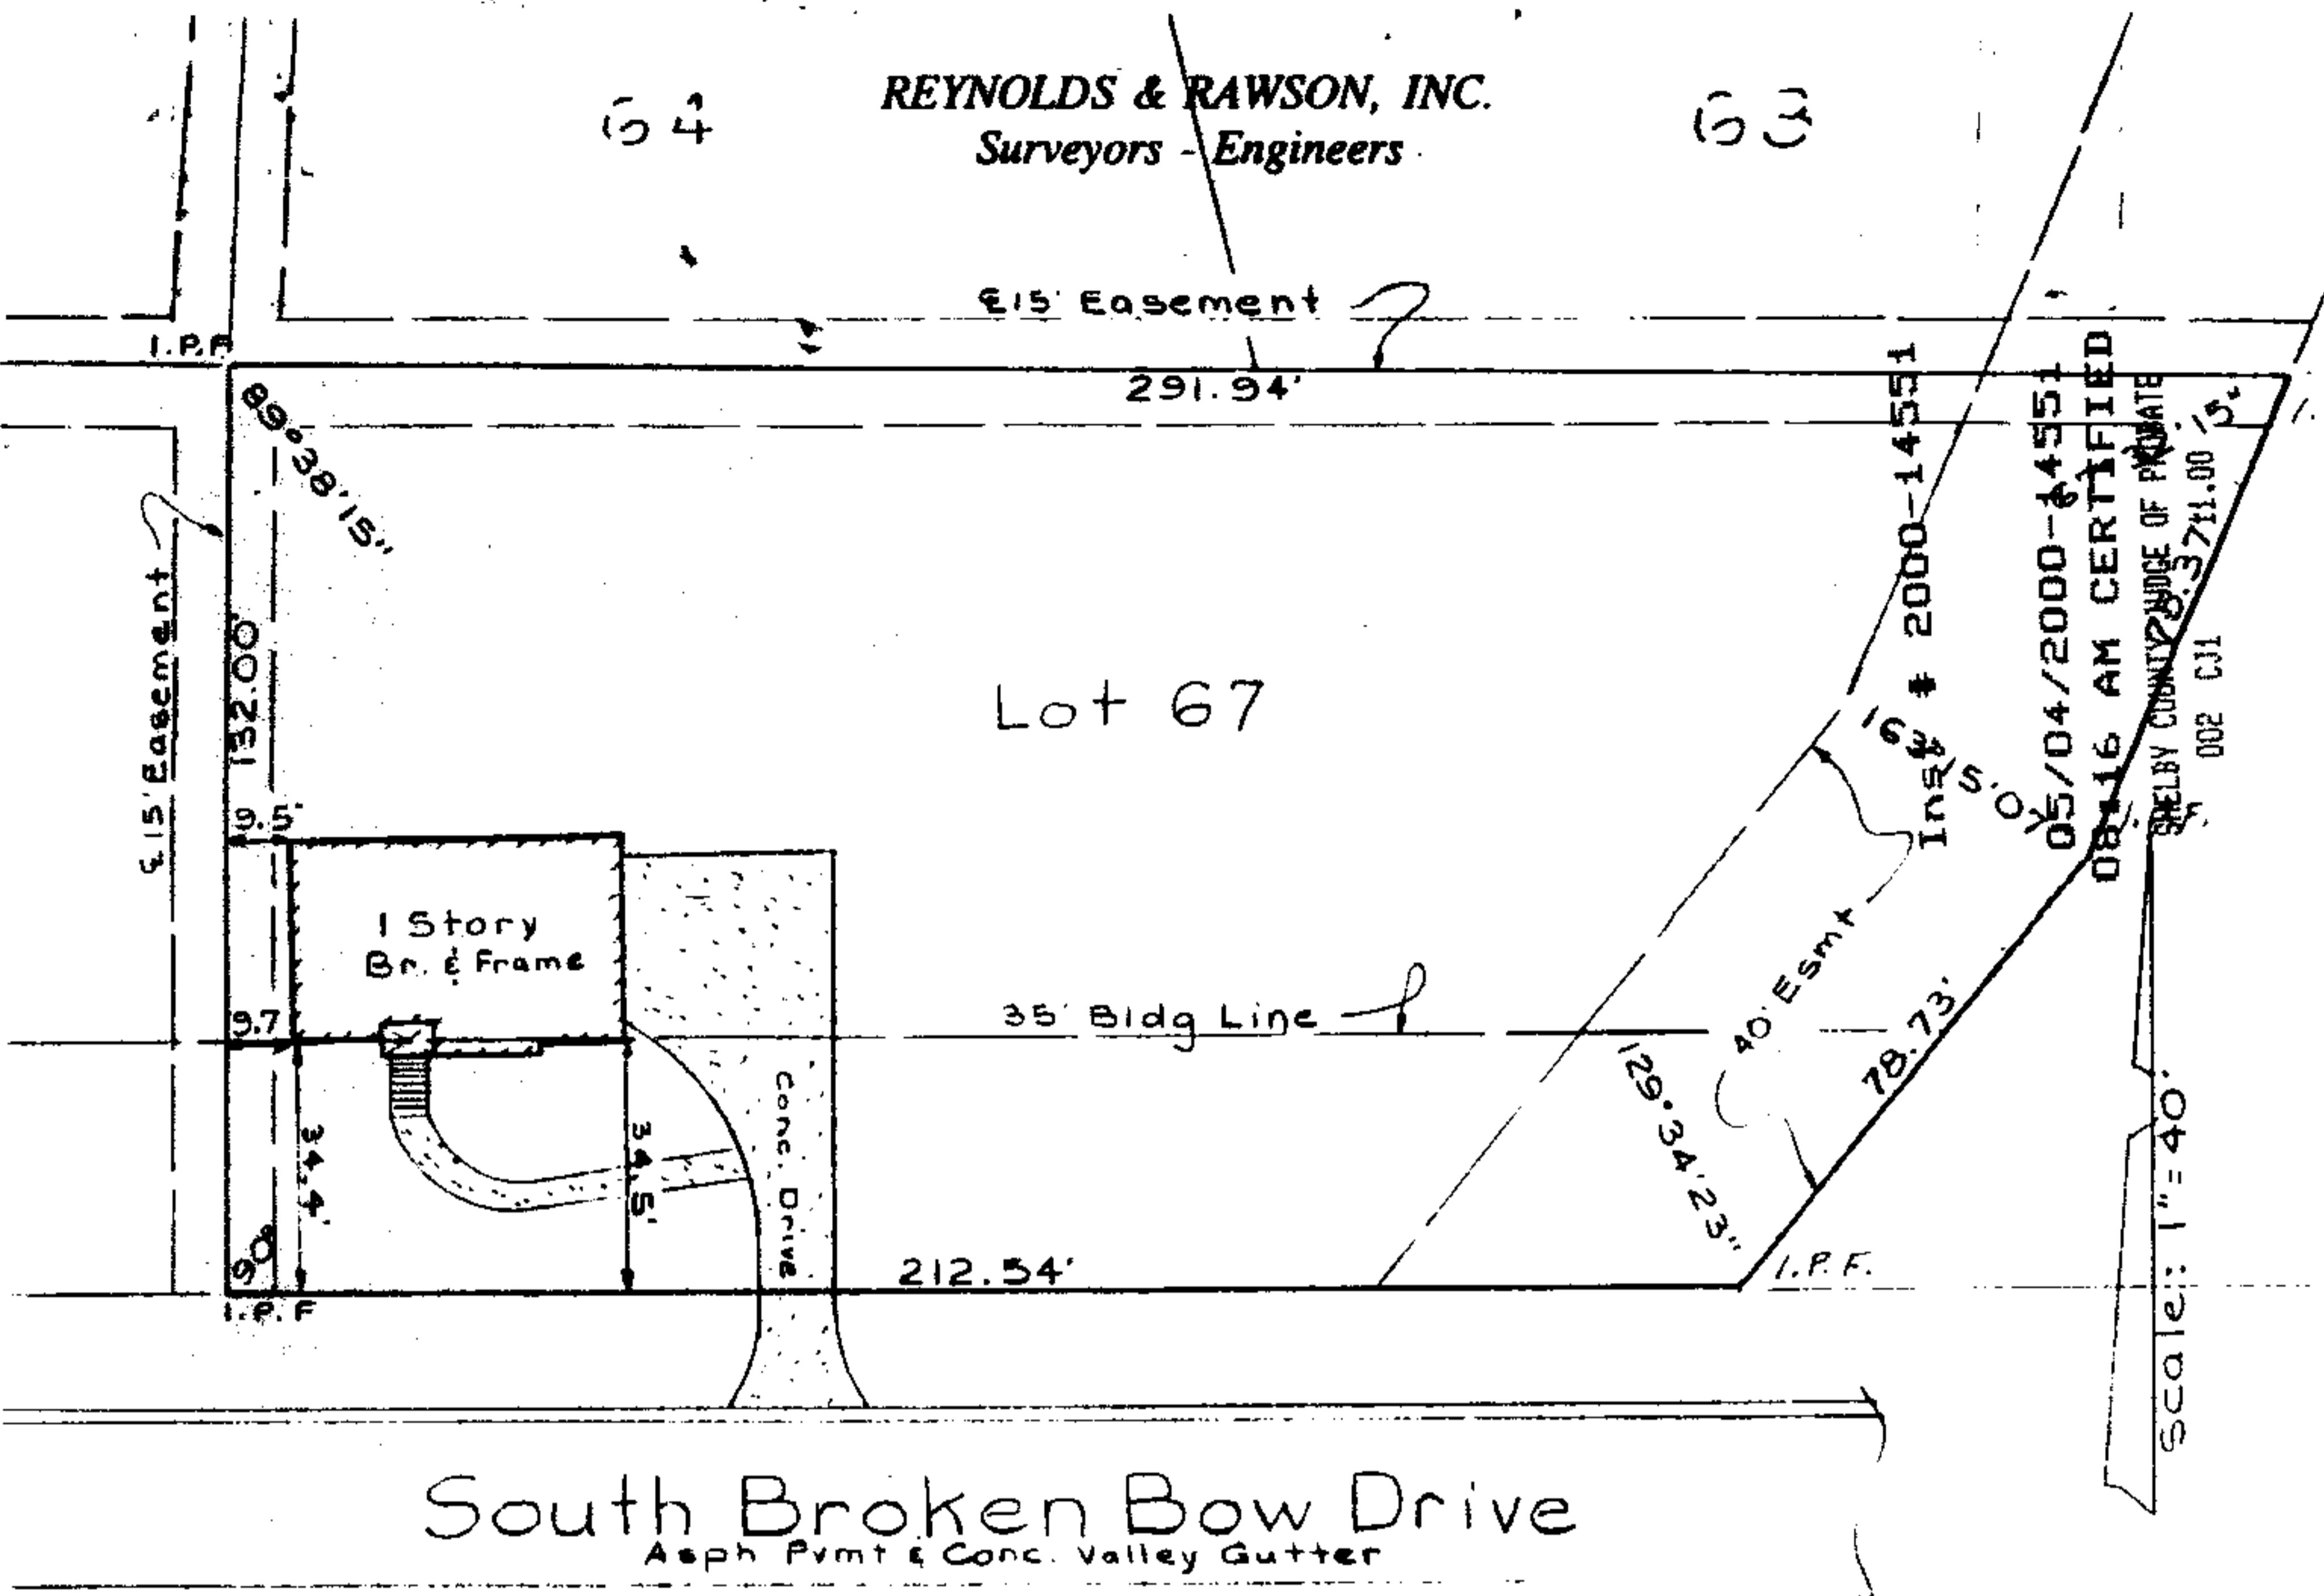 REYNOLDS & RAWSON, INC.
Surveyors - Engineers
64
63
℄ 15' Easement
I.P.F.
291.94'
89°38'15"
15'
℄ 15' Easement
132.00'
Lot 67
Ins# # 2000-14551
05/04/2000-14551
08:16 AM CERTIFIED
SHELBY COUNTY JUDGE OF PROBATE
002 CJ1
11.00
9.5'
1 Story
Br. & Frame
9.7
35' Bldg Line
40' Esmt
78.73'
129°34'23"
34.4'
34.5'
Conc. Drive
90°
212.54'
I.P.F
I.P.F.
Scale: 1"=40'
South Broken Bow Drive
Asph Pvmt & Conc. Valley Gutter